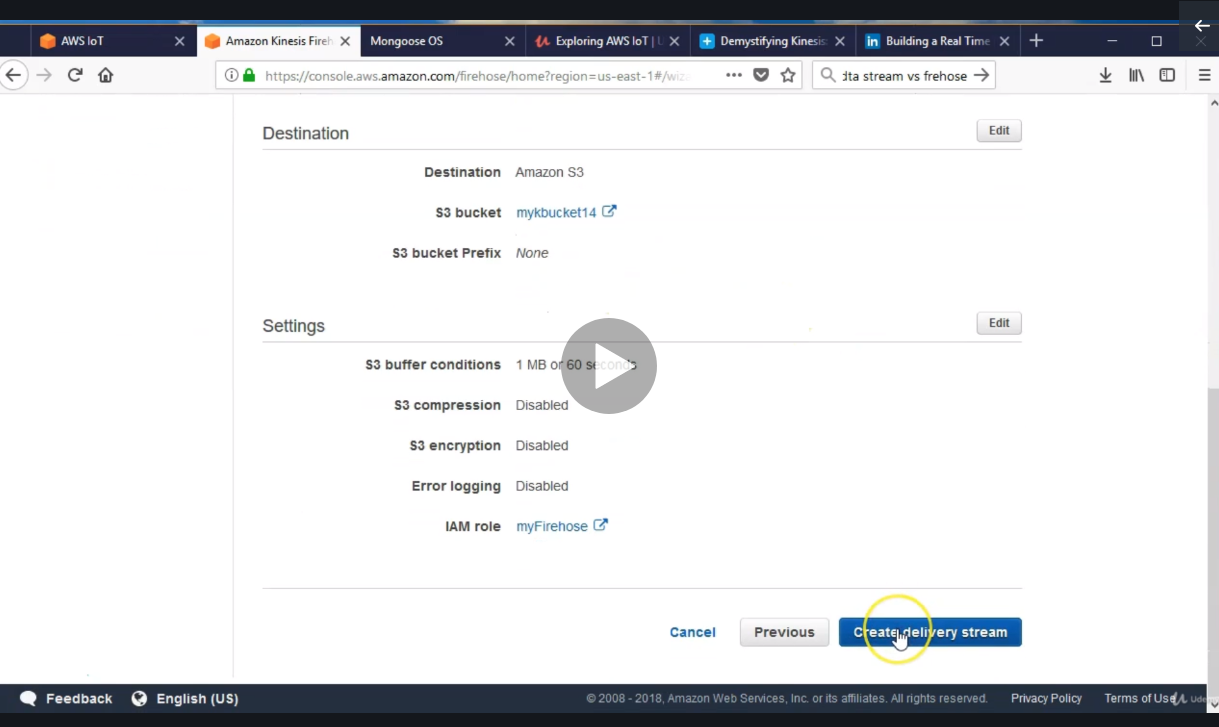 AWS IoT
Amazon Kinesis Fireh
Mongoose OS
Exploring AWS IoT | U
Demystifying Kinesis
Building a Real Time
https://console.aws.amazon.com/firehose/home?region=us-east-1#/wiza
dta stream vs frehose
Destination
Edit
Destination Amazon S3
S3 bucket mykbucket14
S3 bucket Prefix None
Settings
Edit
S3 buffer conditions 1 MB or 60 seconds
S3 compression Disabled
S3 encryption Disabled
Error logging Disabled
IAM role myFirehose
Cancel Previous Create delivery stream
Feedback English (US) © 2008 - 2018, Amazon Web Services, Inc. or its affiliates. All rights reserved. Privacy Policy Terms of Use